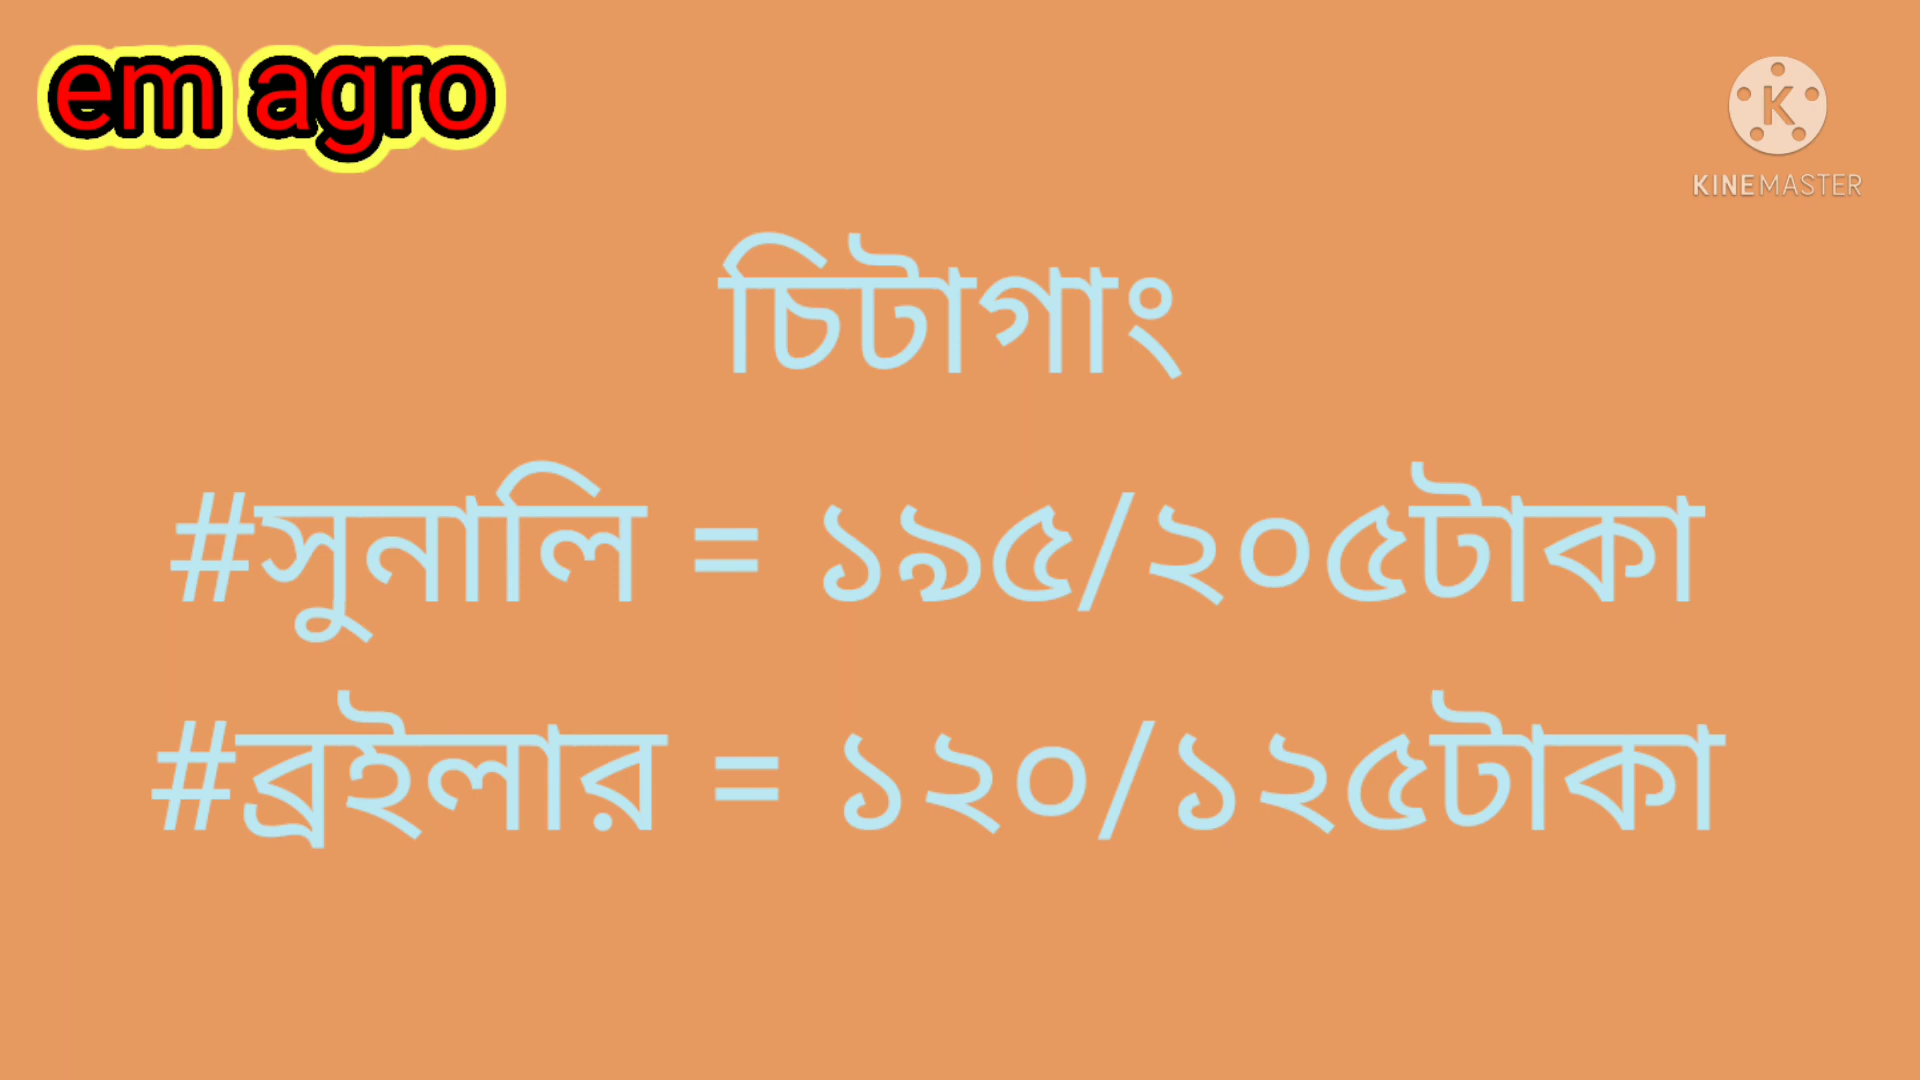 em agro
KINEMASTER
চিটাগাং
#সুনালি = ১৯৫/২০৫টাকা
#ব্রইলার = ১২০/১২৫টাকা